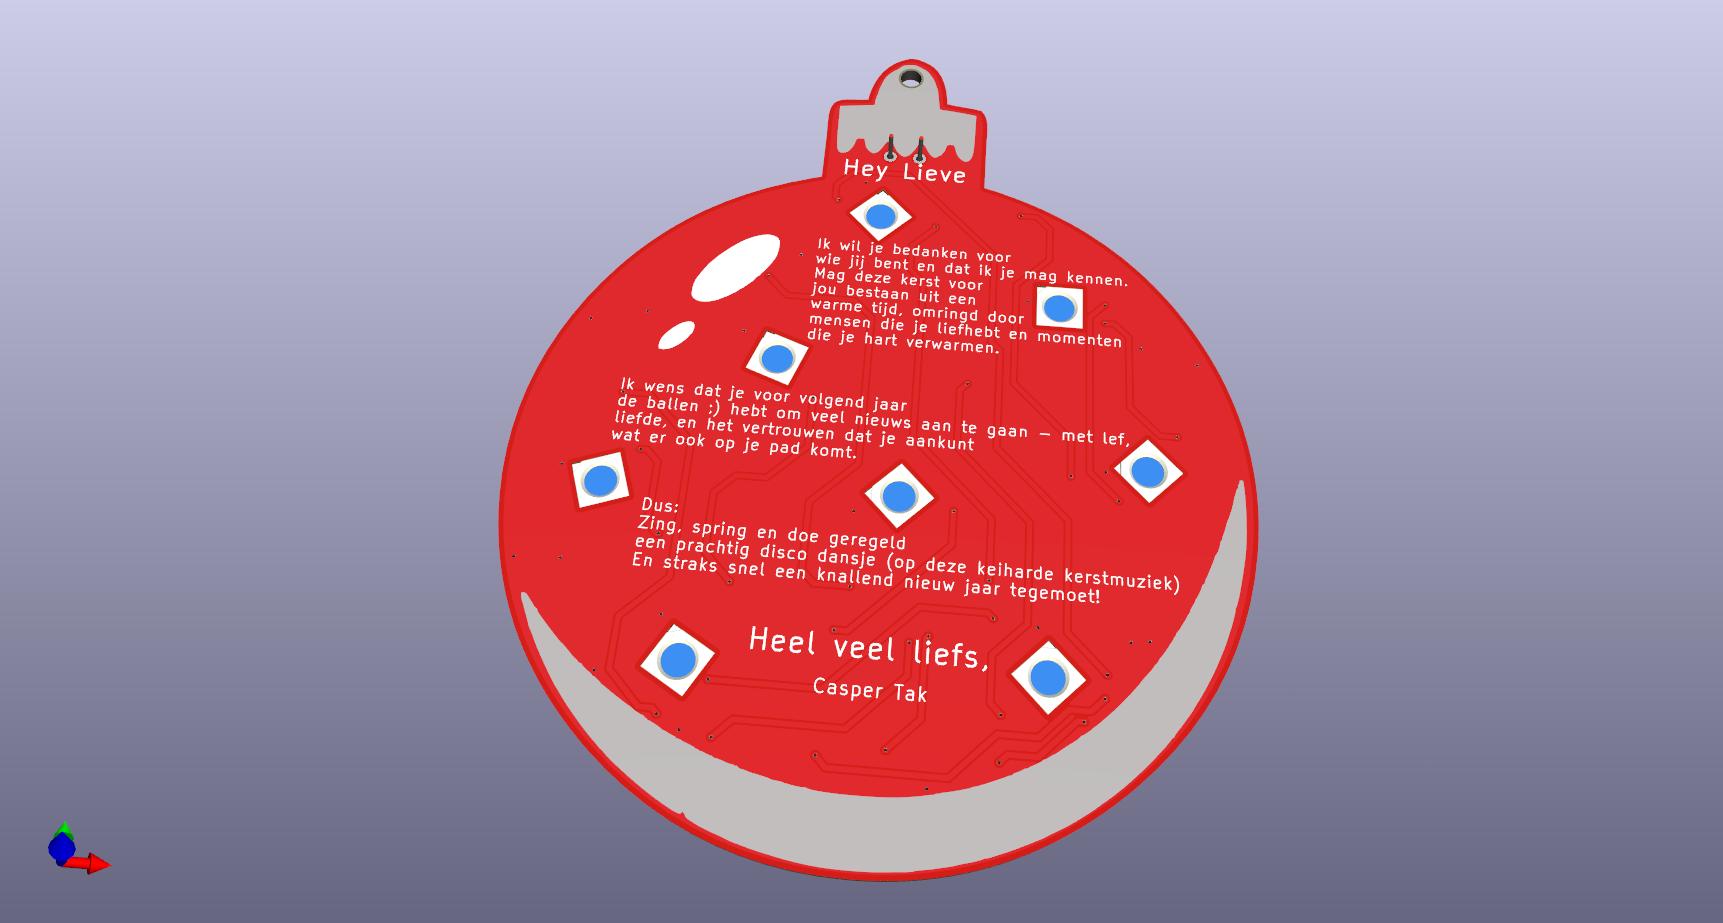 Hey Lieve
Ik wil je bedanken voor
wie jij bent en dat ik je mag kennen.
Mag deze kerst voor
jou bestaan uit een
warme tijd, omringd door
mensen die je liefhebt en momenten
die je hart verwarmen.
Ik wens dat je voor volgend jaar
de ballen ;) hebt om veel nieuws aan te gaan – met lef,
liefde, en het vertrouwen dat je aankunt
wat er ook op je pad komt.
Dus:
Zing, spring en doe geregeld
een prachtig disco dansje (op deze keiharde kerstmuziek)
En straks snel een knallend nieuw jaar tegemoet!
Heel veel liefs,
Casper Tak